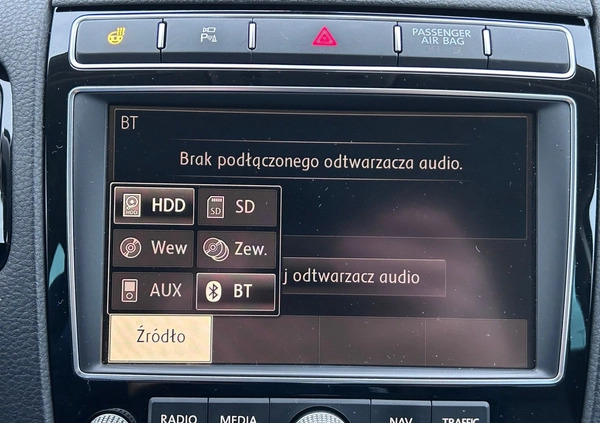 PASSENGER
AIR BAG
BT
Brak podłączonego odtwarzacza audio.
HDD
SD
Wew
Zew.
AUX
BT
j odtwarzacz audio
Źródło
RADIO
MEDIA
NAV
TRAFFIC